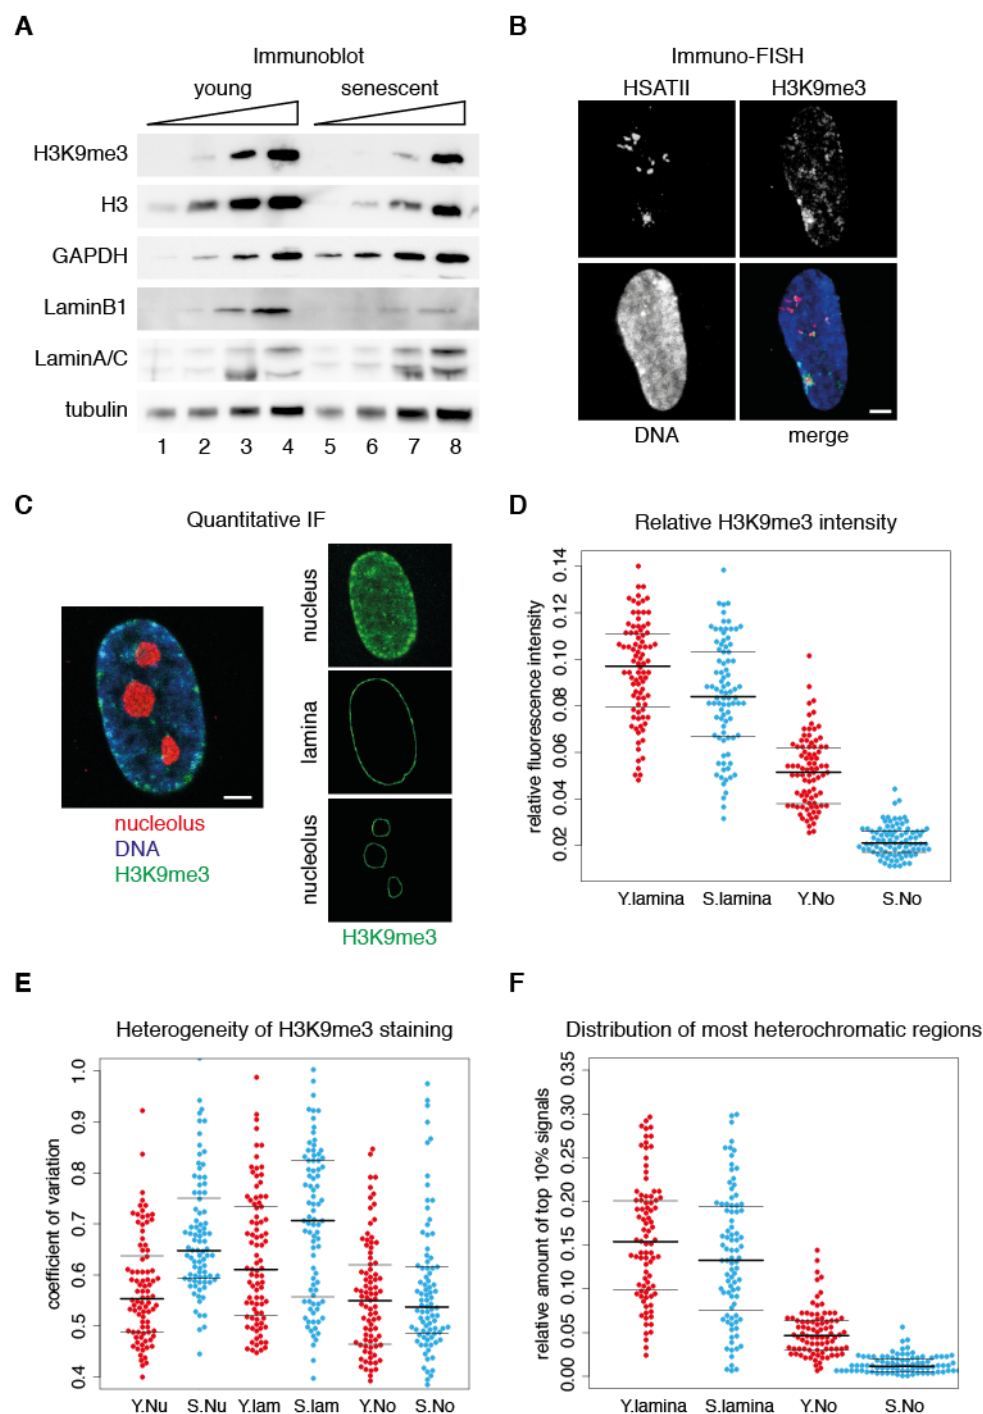 A
Immunoblot
young senescent
H3K9me3
H3
GAPDH
LaminB1
LaminA/C
tubulin
1 2 3 4 5 6 7 8
B
Immuno-FISH
HSATII H3K9me3
DNA merge
C
Quantitative IF
nucleus
lamina
nucleolus
nucleolus
DNA
H3K9me3
H3K9me3
D
Relative H3K9me3 intensity
relative fluorescence intensity
0.14
0.12
0.10
0.08
0.06
0.04
0.02
Y.lamina S.lamina Y.No S.No
E
Heterogeneity of H3K9me3 staining
coefficient of variation
1.0
0.9
0.8
0.7
0.6
0.5
0.4
Y.Nu S.Nu Y.lam S.lam Y.No S.No
F
Distribution of most heterochromatic regions
relative amount of top 10% signals
0.35
0.30
0.25
0.20
0.15
0.10
0.05
0.00
Y.lamina S.lamina Y.No S.No